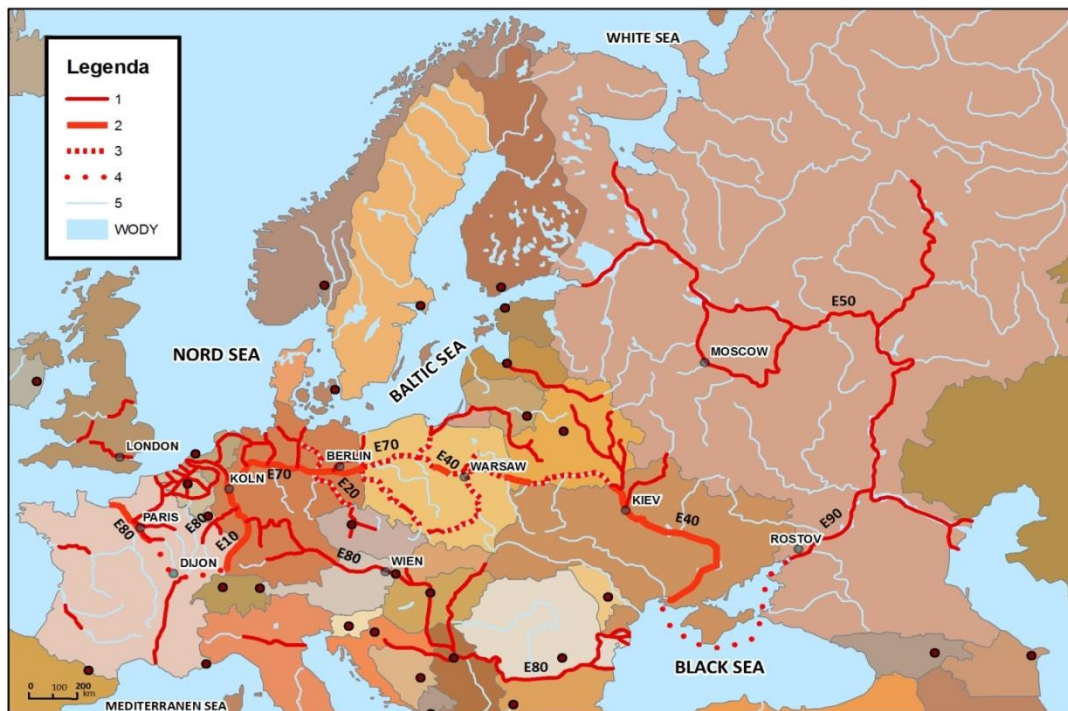 WHITE SEA
Legenda
1
2
3
4
5
WODY
E50
MOSCOW
NORD SEA
BALTIC SEA
LONDON
BERLIN
E70
E40
WARSAW
KOLN
E70
E20
KIEV
E40
E80
PARIS
E80
E10
E90
ROSTOV
DIJON
E80
WIEN
E80
BLACK SEA
0 100 200
km
MEDITERRANEN SEA